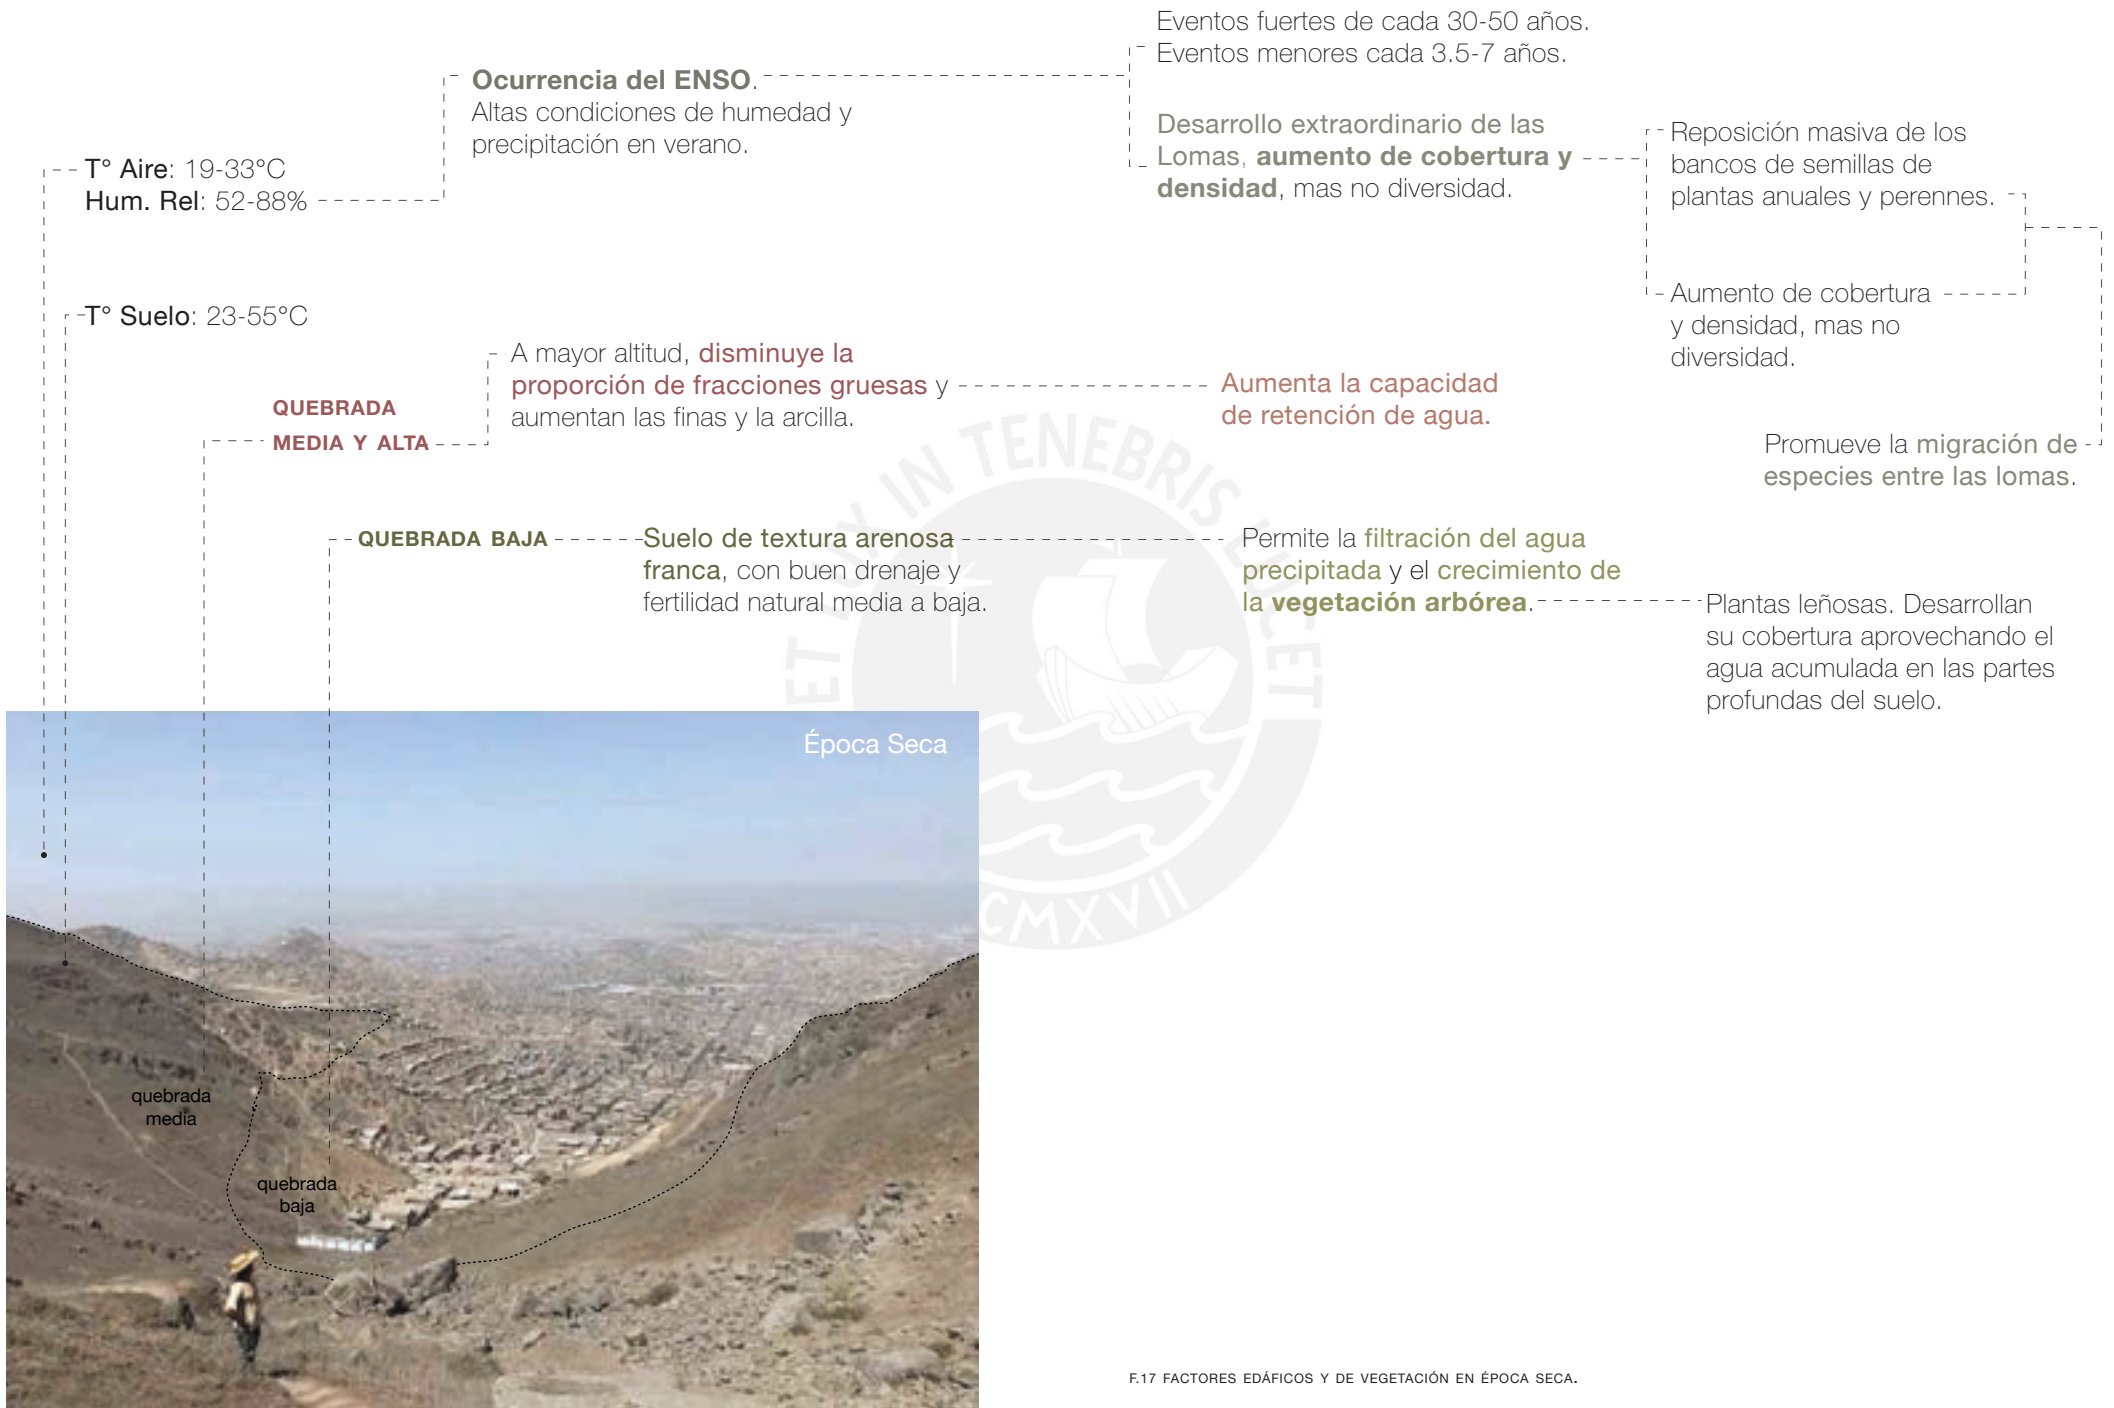 Eventos fuertes de cada 30-50 años.
Eventos menores cada 3.5-7 años.
Ocurrencia del ENSO.
Altas condiciones de humedad y
precipitación en verano.
Desarrollo extraordinario de las
Lomas, aumento de cobertura y
densidad, mas no diversidad.
Reposición masiva de los
bancos de semillas de
plantas anuales y perennes.
T° Aire: 19-33°C
Hum. Rel: 52-88%
Aumento de cobertura
y densidad, mas no
diversidad.
T° Suelo: 23-55°C
A mayor altitud, disminuye la
proporción de fracciones gruesas y
aumentan las finas y la arcilla.
Aumenta la capacidad
de retención de agua.
QUEBRADA
MEDIA Y ALTA
Promueve la migración de
especies entre las lomas.
QUEBRADA BAJA
Suelo de textura arenosa
franca, con buen drenaje y
fertilidad natural media a baja.
Permite la filtración del agua
precipitada y el crecimiento de
la vegetación arbórea.
Plantas leñosas. Desarrollan
su cobertura aprovechando el
agua acumulada en las partes
profundas del suelo.
ET LUX IN TENEBRIS LUCET
Época Seca
CMXVII
quebrada
media
quebrada
baja
F.17 FACTORES EDÁFICOS Y DE VEGETACIÓN EN ÉPOCA SECA.